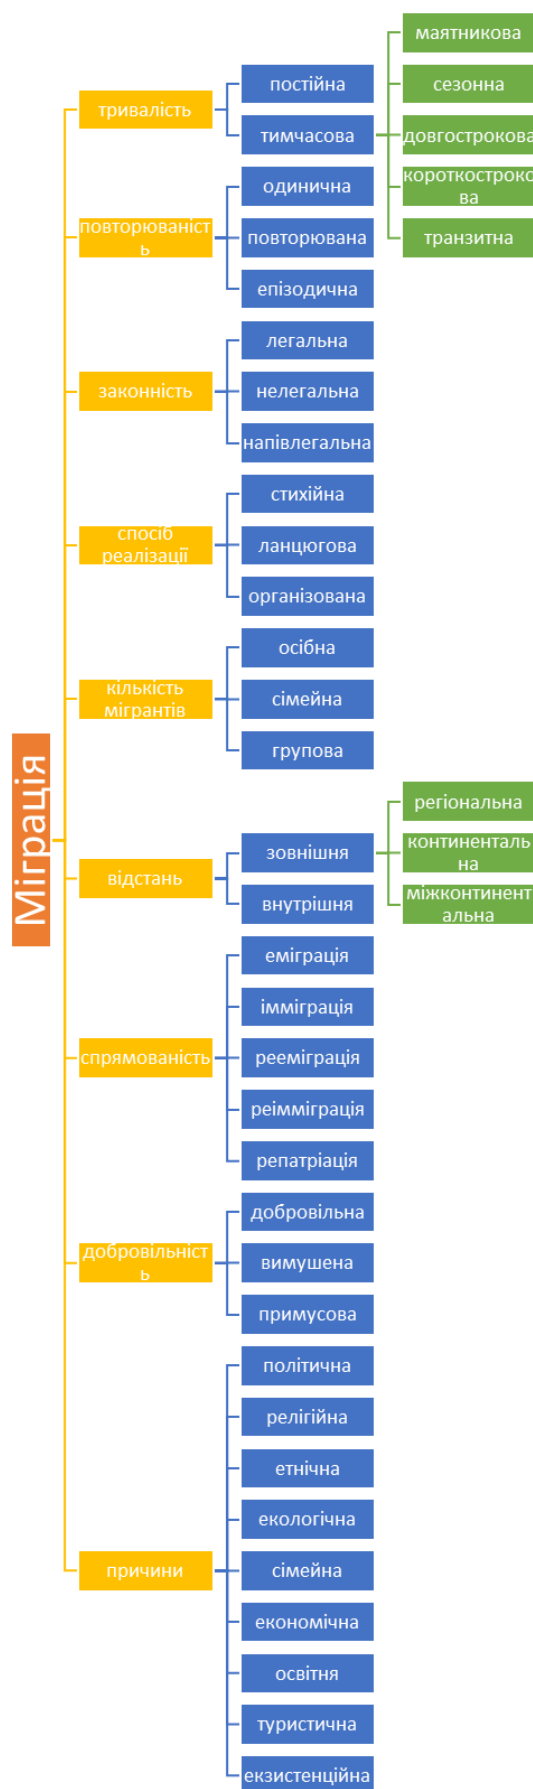 Міграція
тривалість
постійна
тимчасова
маятникова
сезонна
довгострокова
короткостроко
ва
транзитна
повторюваніст
ь
одинична
повторювана
епізодична
законність
легальна
нелегальна
напівлегальна
спосіб
реалізації
стихійна
ланцюгова
організована
кількість
мігрантів
осібна
сімейна
групова
відстань
зовнішня
регіональна
континенталь
на
міжконтинент
альна
внутрішня
спрямованість
еміграція
імміграція
рееміграція
реімміграція
репатріація
добровільніст
ь
добровільна
вимушена
примусова
причини
політична
релігійна
етнічна
екологічна
сімейна
економічна
освітня
туристична
екзистенційна